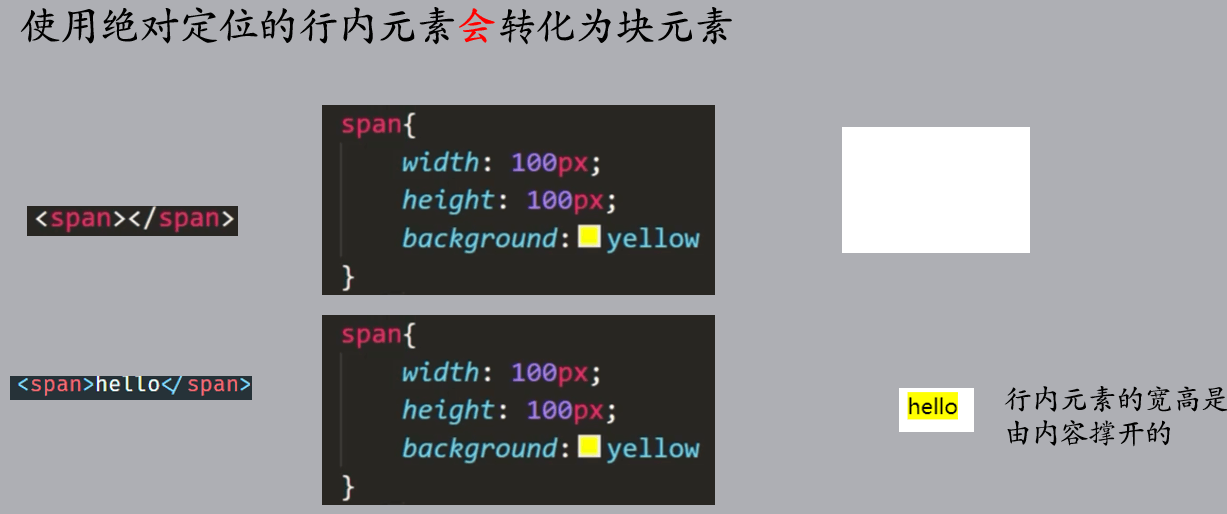 使用绝对定位的行内元素会转化为块元素
<span></span>
span{
width: 100px;
height: 100px;
background: yellow
}
<span>hello</span>
span{
width: 100px;
height: 100px;
background: yellow
}
hello
行内元素的宽高是
由内容撑开的